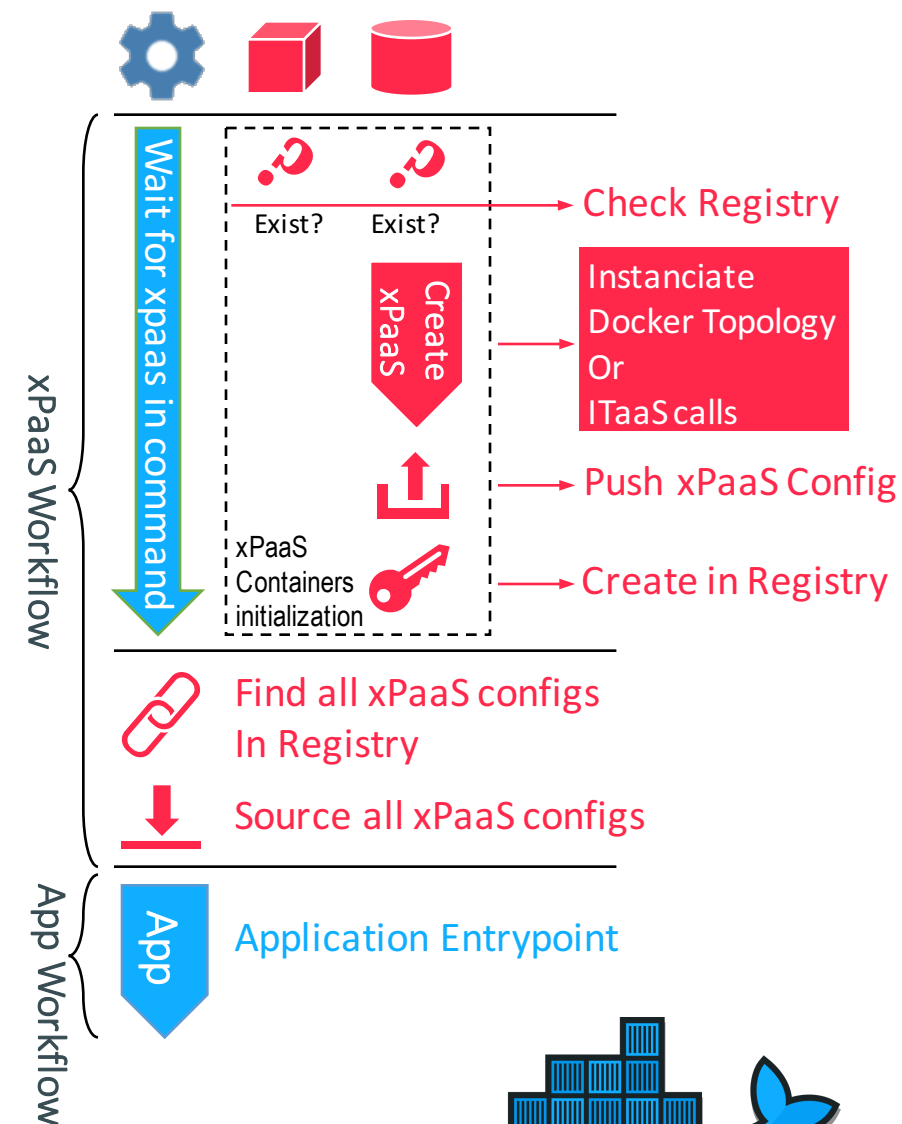 xPaaS Workflow
Wait for xpaas in command
Exist?
Exist?
Check Registry
Create
xPaaS
Instanciate
Docker Topology
Or
ITaaS calls
Push xPaaS Config
xPaaS
Containers
initialization
Create in Registry
Find all xPaaS configs
In Registry
Source all xPaaS configs
App Workflow
App
Application Entrypoint